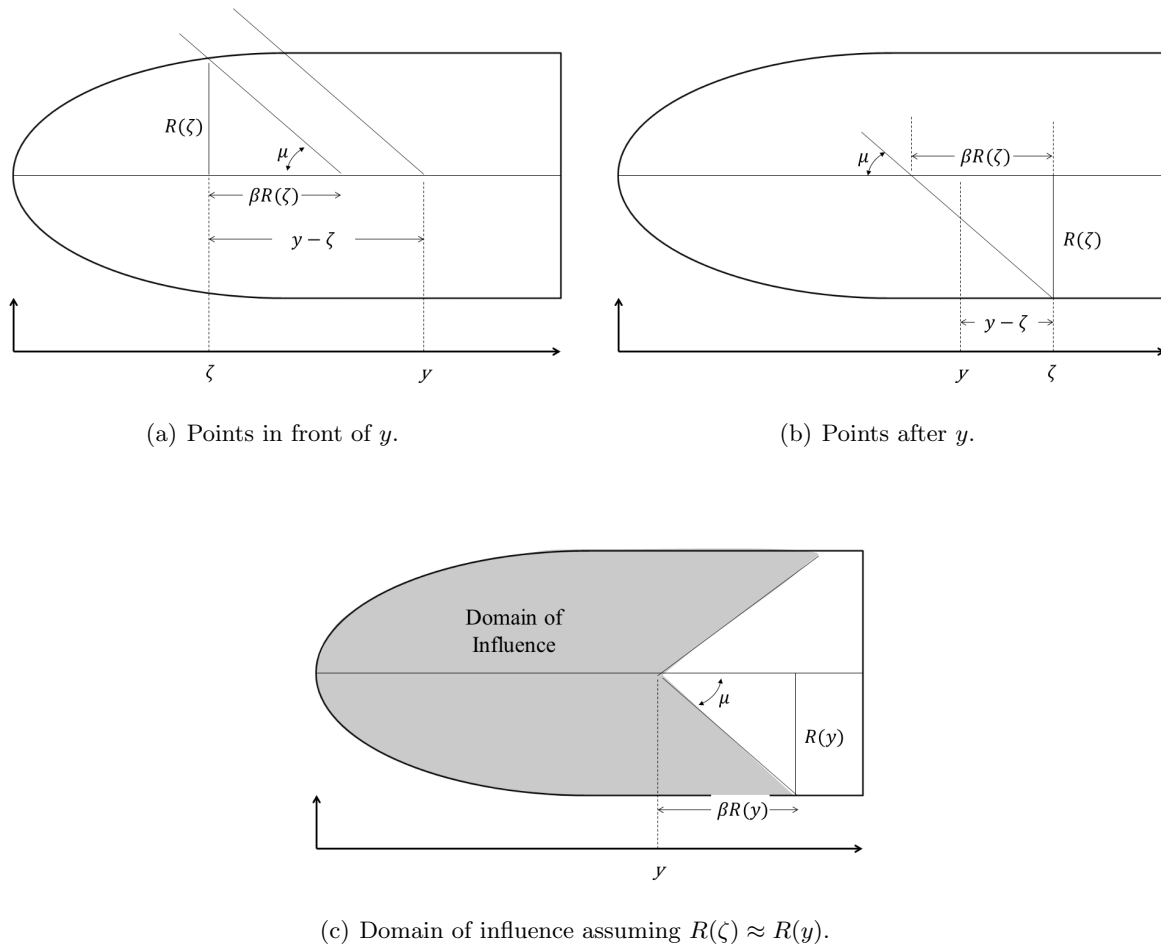 R(ζ)
μ
βR(ζ)
y − ζ
ζ
y
(a) Points in front of y.
μ
βR(ζ)
R(ζ)
y − ζ
y
ζ
(b) Points after y.
Domain of
Influence
μ
R(y)
βR(y)
y
(c) Domain of influence assuming R(ζ) ≈ R(y).